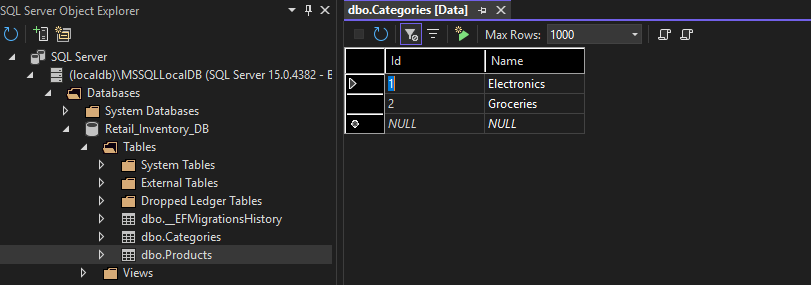 SQL Server Object Explorer
SQL Server
(localdb)\MSSQLLocalDB (SQL Server 15.0.4382 - E
Databases
System Databases
Retail_Inventory_DB
Tables
System Tables
External Tables
Dropped Ledger Tables
dbo.__EFMigrationsHistory
dbo.Categories
dbo.Products
Views
dbo.Categories [Data]
Max Rows: 1000
Id Name
1 Electronics
2 Groceries
NULL NULL